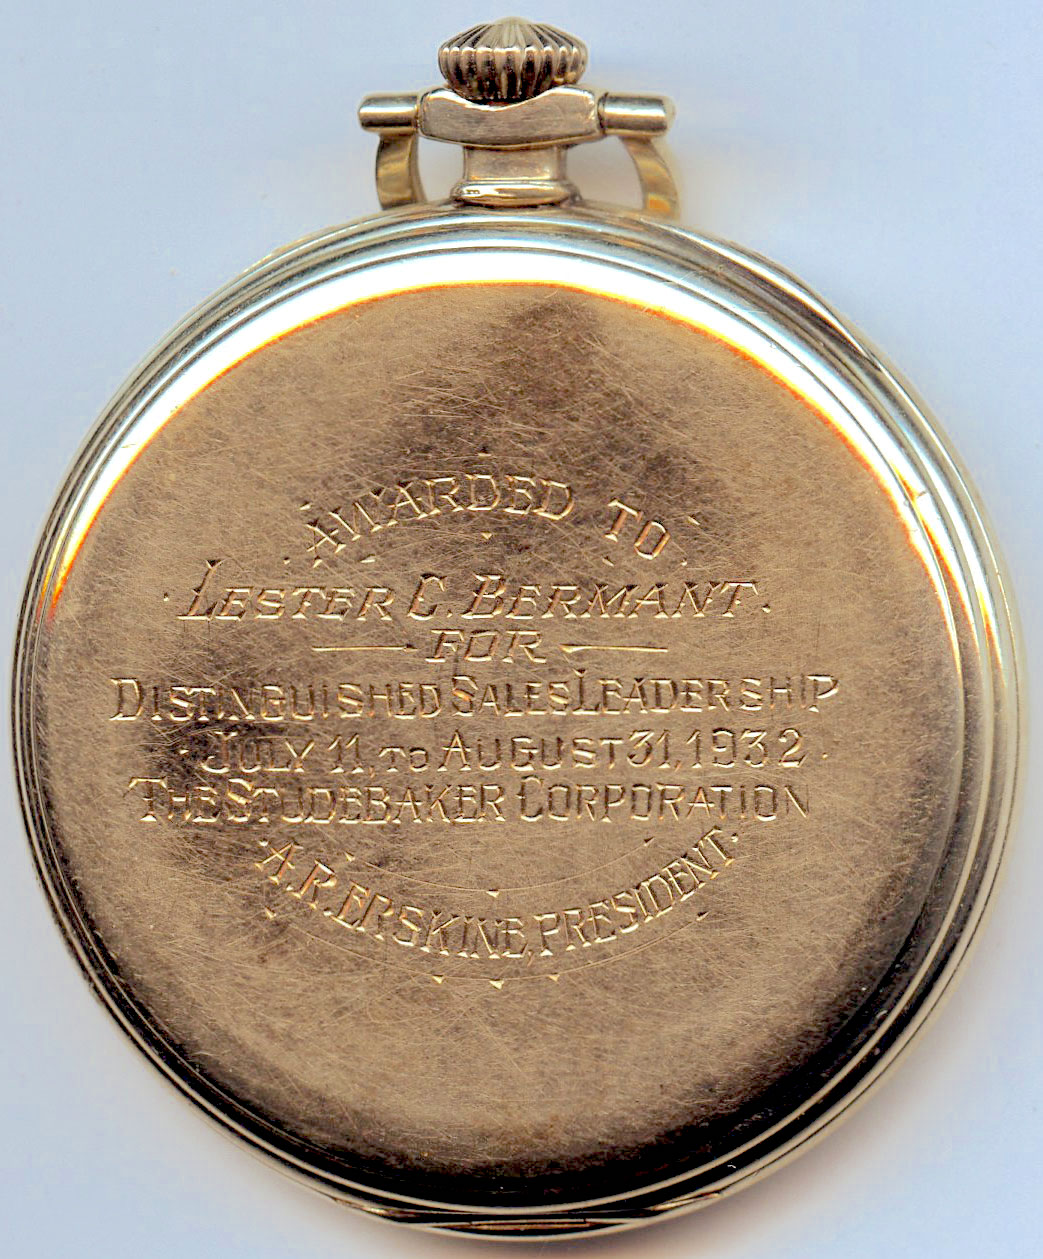 AWARDED TO
LESTER C. BERMANT.
FOR
DISTINGUISHED SALES LEADERSHIP
JULY 11, TO AUGUST 31, 1932.
THE STUDEBAKER CORPORATION
A.R. ERSKINE, PRESIDENT